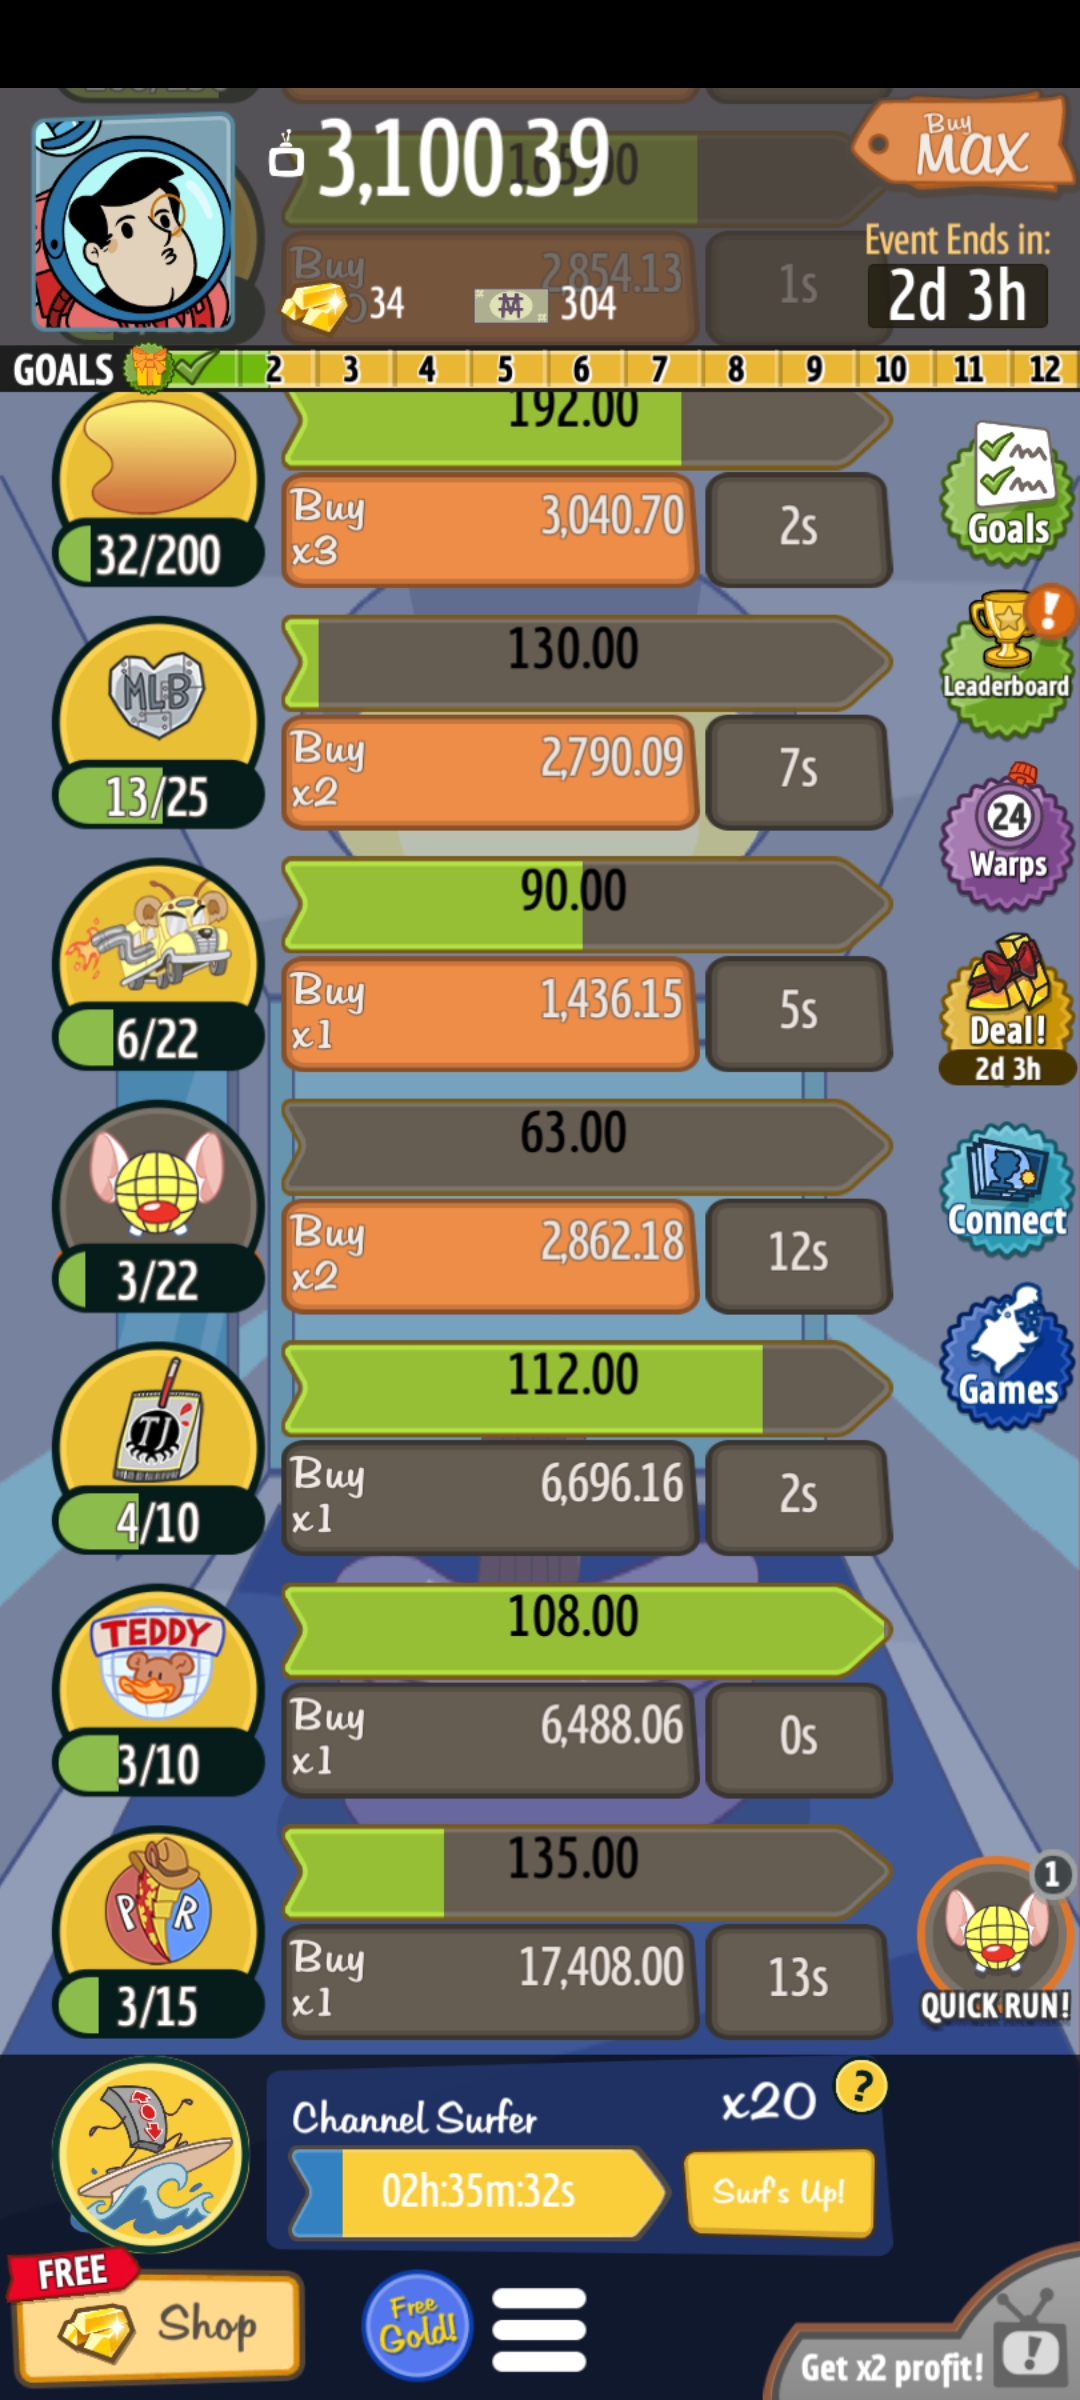 3,100.39
Buy
MAX
165.00
Event Ends in:
2d 3h
Buy
2,854.13
1s
34
304
GOALS 2 3 4 5 6 7 8 9 10 11 12
192.00
Buy
x3
3,040.70
2s
32/200
Goals
130.00
Leaderboard
MLB
Buy
x2
2,790.09
7s
13/25
24
Warps
90.00
Buy
x1
1,436.15
5s
6/22
Deal!
2d 3h
63.00
Buy
x2
2,862.18
12s
3/22
Connect
112.00
Games
TJ
Buy
x1
6,696.16
2s
4/10
108.00
TEDDY
Buy
x1
6,488.06
0s
3/10
135.00
P R
Buy
x1
17,408.00
13s
3/15
1
QUICK RUN!
Channel Surfer
x20
?
02h:35m:32s
Surf's Up!
FREE
Shop
Free
Gold!
Get x2 profit!